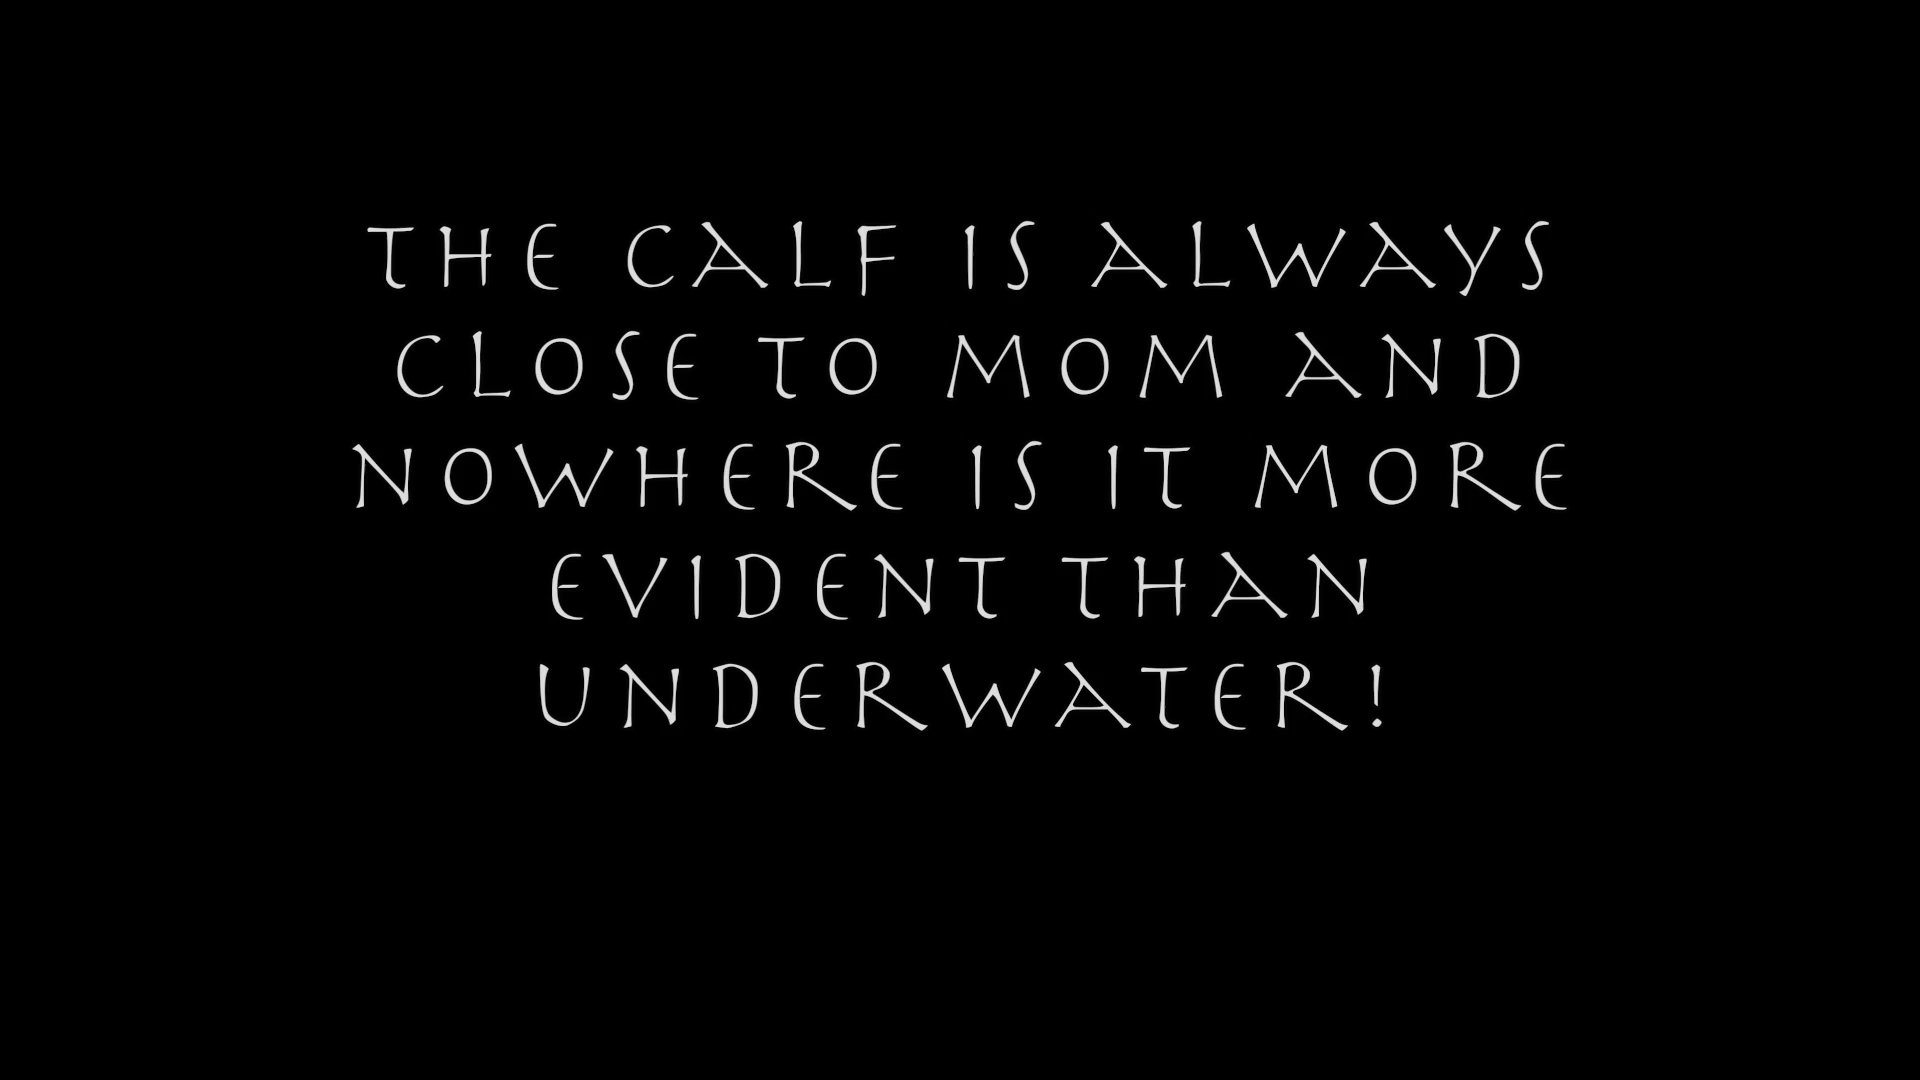 THE CALF IS ALWAYS
CLOSE TO MOM AND
NOWHERE IS IT MORE
EVIDENT THAN
UNDERWATER!